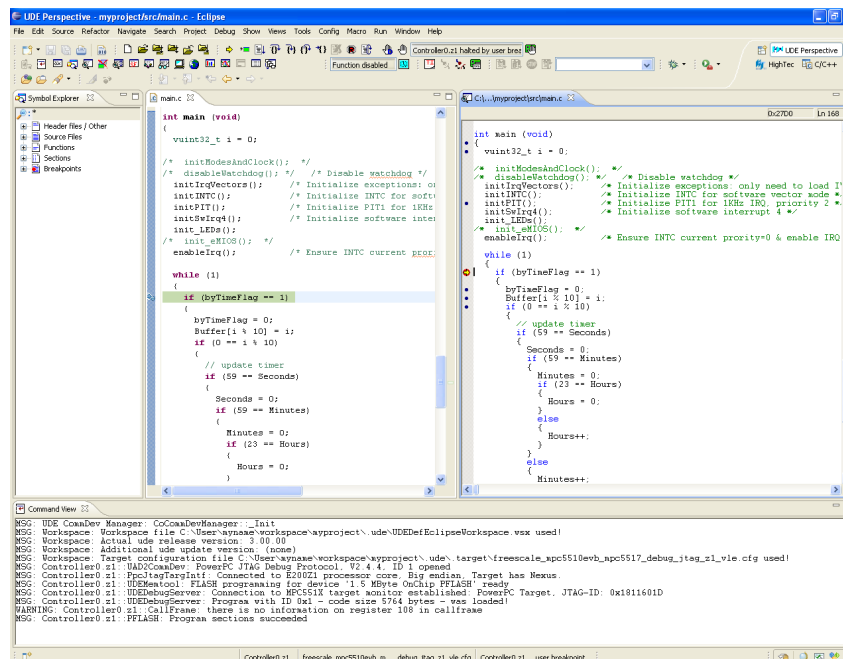 UDE Perspective - myproject/src/main.c - Eclipse
File Edit Source Refactor Navigate Search Project Debug Show Views Tools Config Macro Run Window Help
Controller0.z1 halted by user brea
UDE Perspective
Function disabled
HighTec C/C++
Symbol Explorer
:*
Header files / Other
Source Files
Functions
Sections
Breakpoints
main.c
int main (void)
{
vuint32_t i = 0;
/* initModesAndClock(); */
/* disableWatchdog(); */ /* Disable watchdog */
initIrqVectors(); /* Initialize exceptions: o
initINTC(); /* Initialize INTC for soft
initPIT(); /* Initialize PIT1 for 1KHz
initSwIrq4(); /* Initialize software inte
init_LEDs();
/* init_eMIOS(); */
enableIrq(); /* Ensure INTC current pror
while (1)
{
if (byTimeFlag == 1)
{
byTimeFlag = 0;
Buffer[i % 10] = i;
if (0 == i % 10)
{
// update timer
if (59 == Seconds)
{
Seconds = 0;
if (59 == Minutes)
{
Minutes = 0;
if (23 == Hours)
{
Hours = 0;
}
C:\...\myproject\src\main.c
0x27D0 Ln 168
int main (void)
{
vuint32_t i = 0;
/* initModesAndClock(); */
/* disableWatchdog(); */ /* Disable watchdog */
initIrqVectors(); /* Initialize exceptions: only need to load I
initINTC(); /* Initialize INTC for software vector mode *
initPIT(); /* Initialize PIT1 for 1KHz IRQ, priority 2 *
initSwIrq4(); /* Initialize software interrupt 4 */
init_LEDs();
/* init_eMIOS(); */
enableIrq(); /* Ensure INTC current prority=0 & enable IRQ
while (1)
{
if (byTimeFlag == 1)
{
byTimeFlag = 0;
Buffer[i % 10] = i;
if (0 == i % 10)
{
// update timer
if (59 == Seconds)
{
Seconds = 0;
if (59 == Minutes)
{
Minutes = 0;
if (23 == Hours)
{
Hours = 0;
}
else
{
Hours++;
}
}
else
{
Minutes++;
Command View
MSG: UDE CommDev Manager: CoCommDevManager::_Init
MSG: Workspace: Workspace file C:\User\myname\workspace\myproject\.ude\UDEDefEclipseWorkspace.wsx used!
MSG: Workspace: Actual ude release version: 3.00.00
MSG: Workspace: Additional ude update version: (none)
MSG: Workspace: Target configuration file C:\User\myname\workspace\myproject\.ude\.target\freescale_mpc5510evb_mpc5517_debug_jtag_z1_vle.cfg used!
MSG: Controller0.z1::UAD2CommDev: PowerPC JTAG Debug Protocol, V2.4.4, ID 1 opened
MSG: Controller0.z1::PpcJtagTargIntf: Connected to E200Z1 processor core, Big endian, Target has Nexus.
MSG: Controller0.z1::UDEMemtool: FLASH programming for device '1.5 MByte OnChip PFLASH' ready
MSG: Controller0.z1::UDEDebugServer: Connection to MPC551X target monitor established: PowerPC Target, JTAG-ID: 0x1811601D
MSG: Controller0.z1::UDEDebugServer: Program with ID 0x1 - code size 5764 bytes - was loaded!
WARNING: Controller0.z1::CallFrame: there is no information on register 108 in callframe
MSG: Controller0.z1::PFLASH: Program sections succeeded
Controller0.z1 freescale_mpc5510evb_m debug_jtag_z1_vle.cfg Controller0.z1 user breakpoint